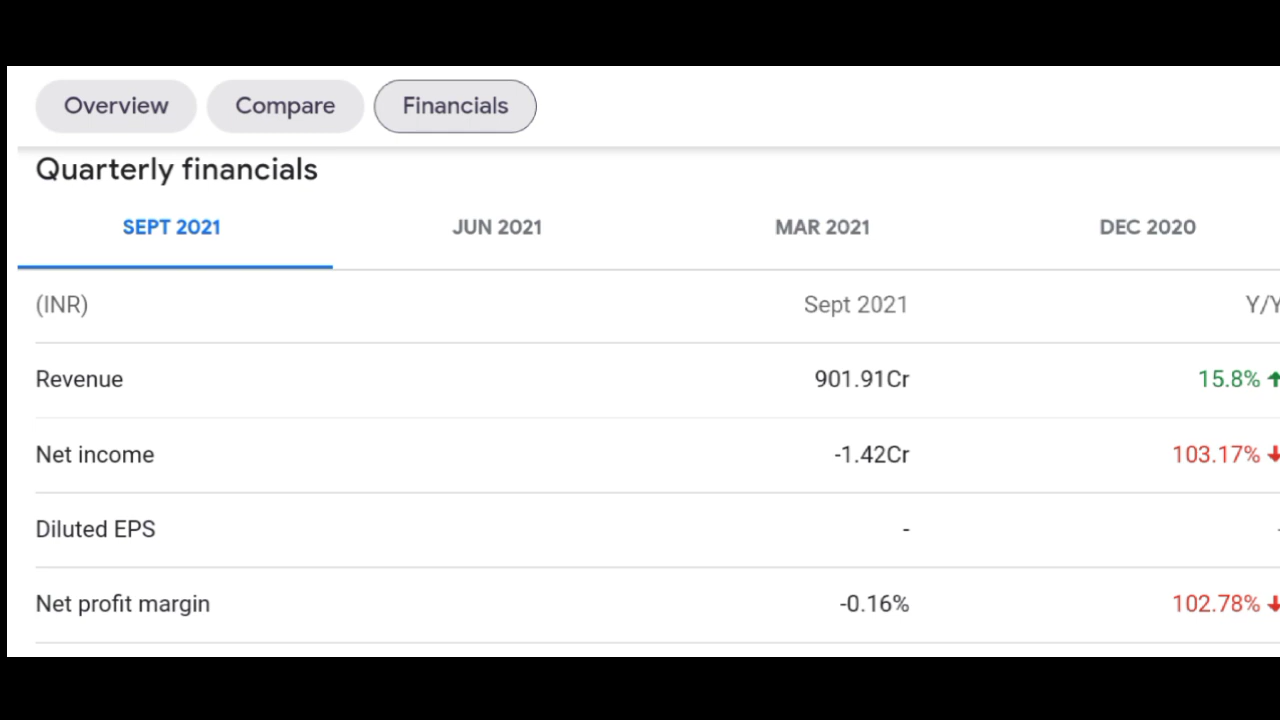 Overview Compare Financials
Quarterly financials
SEPT 2021 JUN 2021 MAR 2021 DEC 2020
(INR) Sept 2021 Y/Y
Revenue 901.91Cr 15.8%
Net income -1.42Cr 103.17%
Diluted EPS - -
Net profit margin -0.16% 102.78%